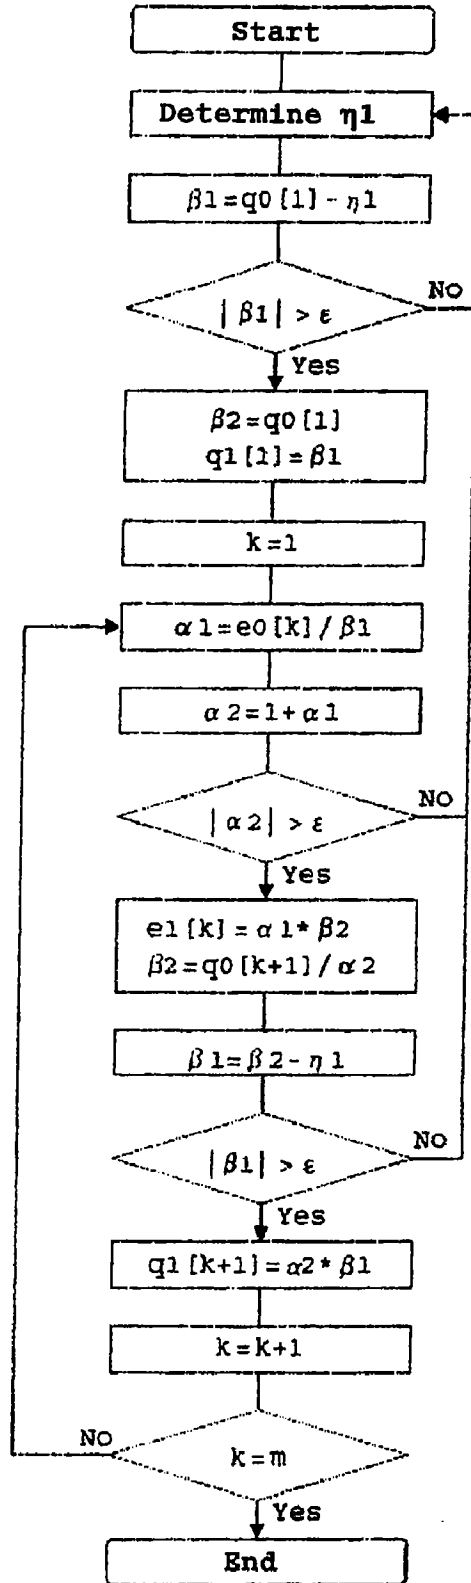 Start
Determine η1
β1=q0[1]-η1
|β1|>ε
No
Yes
β2=q0[1]
q1[1]=β1
k=1
α1=e0[k]/β1
α2=1+α1
|α2|>ε
No
Yes
e1[k]=α1*β2
β2=q0[k+1]/α2
β1=β2-η1
|β1|>ε
No
Yes
q1[k+1]=α2*β1
k=k+1
k=m
No
Yes
End